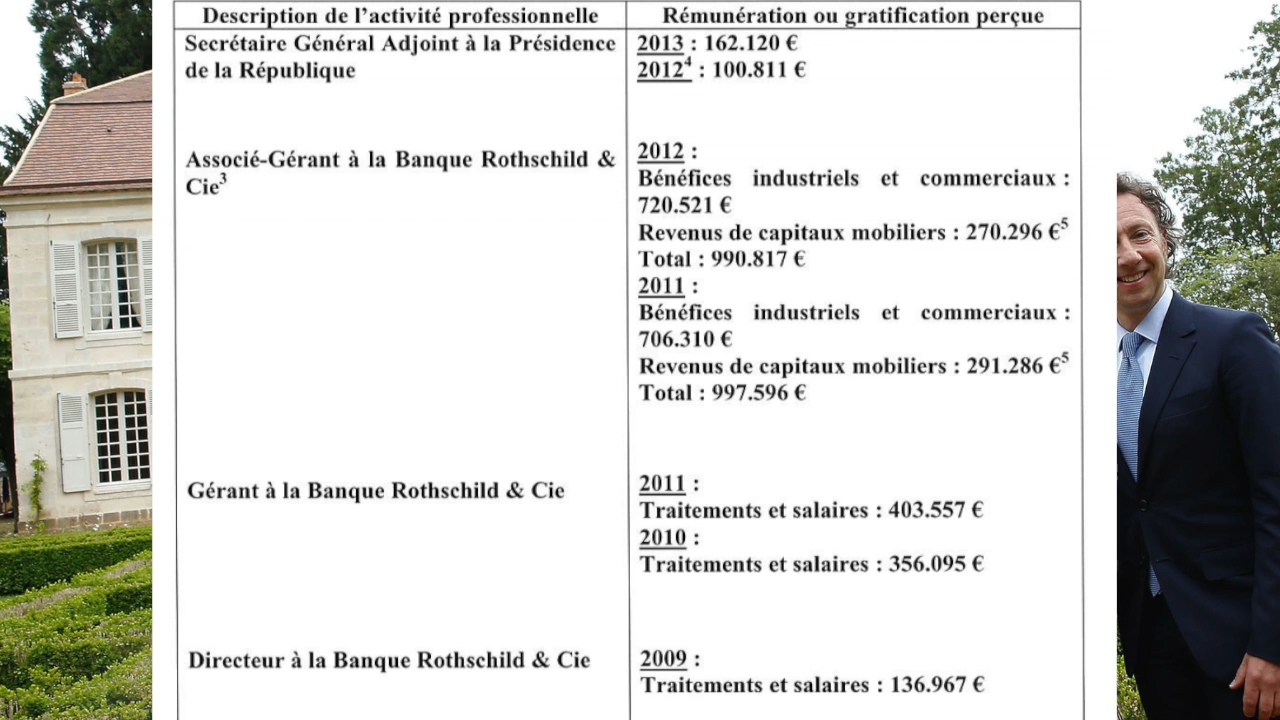 Description de l’activité professionnelle
Rémunération ou gratification perçue
Secrétaire Général Adjoint à la Présidence
de la République
2013 : 162.120 €
2012⁴ : 100.811 €
Associé-Gérant à la Banque Rothschild &
Cie³
2012 :
Bénéfices industriels et commerciaux :
720.521 €
Revenus de capitaux mobiliers : 270.296 €⁵
Total : 990.817 €
2011 :
Bénéfices industriels et commerciaux :
706.310 €
Revenus de capitaux mobiliers : 291.286 €⁵
Total : 997.596 €
Gérant à la Banque Rothschild & Cie
2011 :
Traitements et salaires : 403.557 €
2010 :
Traitements et salaires : 356.095 €
Directeur à la Banque Rothschild & Cie
2009 :
Traitements et salaires : 136.967 €